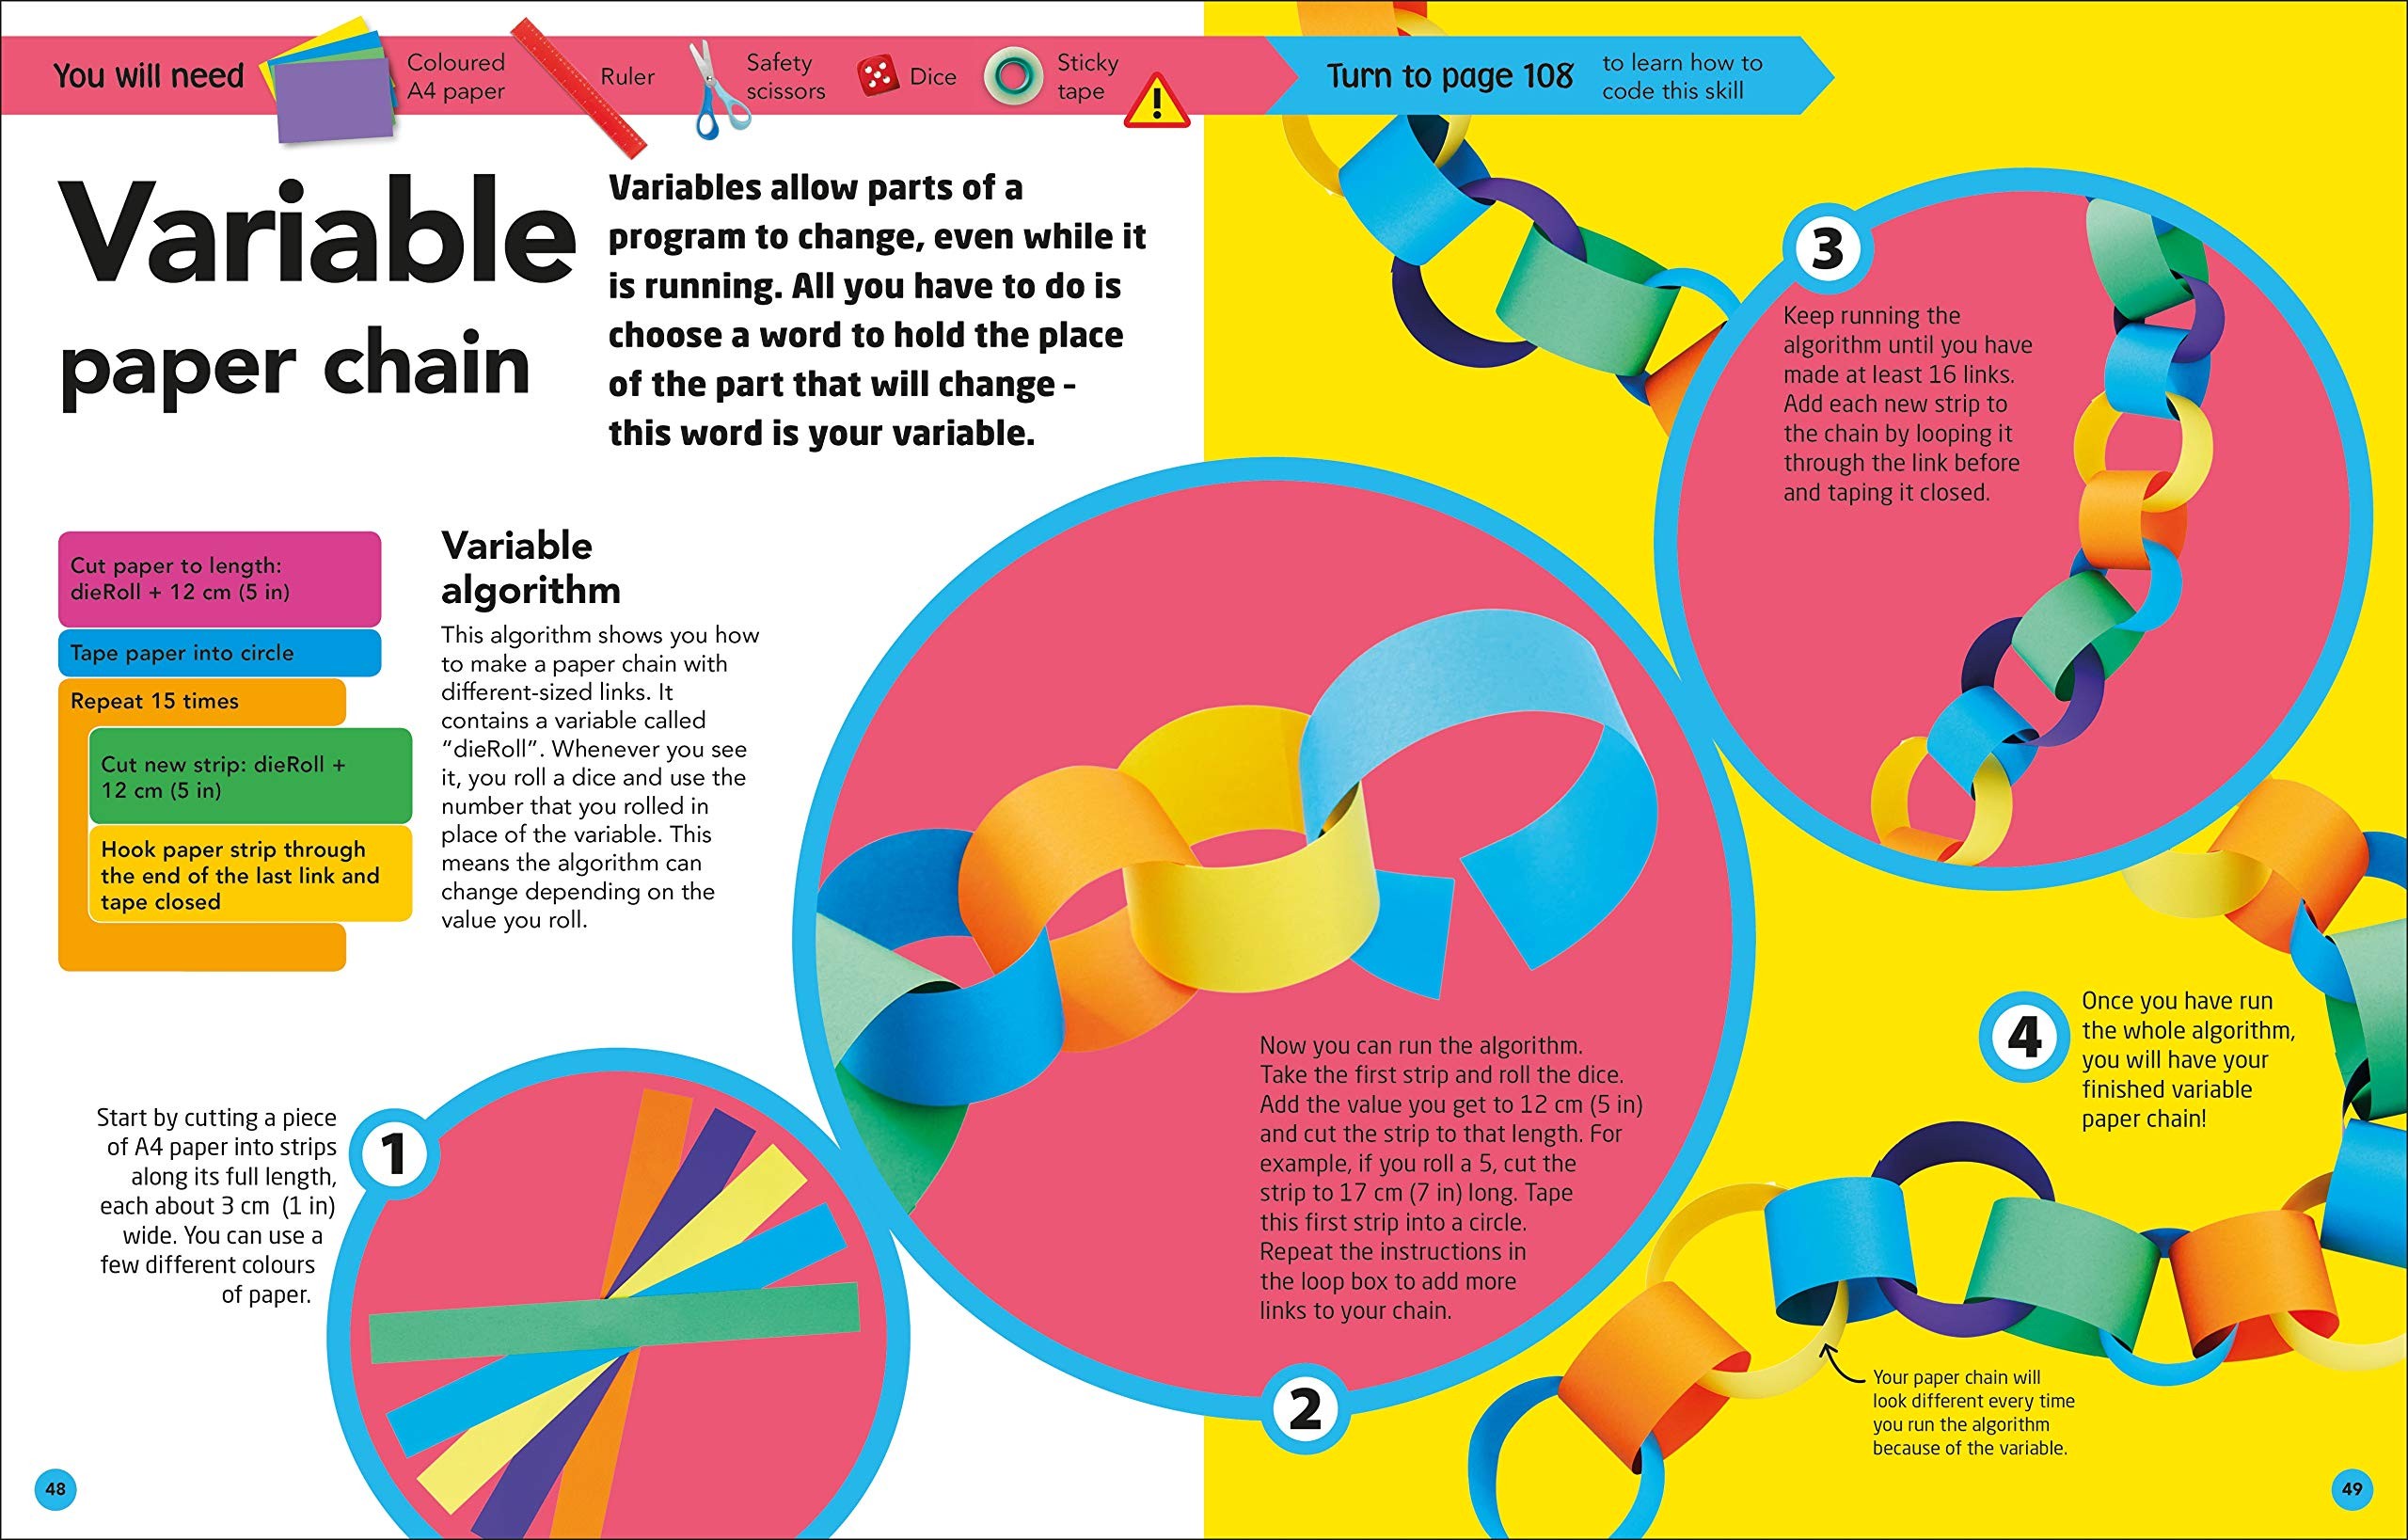 You will need
Coloured
A4 paper
Ruler
Safety
scissors
Dice
Sticky
tape
!
Turn to page 108
to learn how to
code this skill
Variable
paper chain
Variables allow parts of a
program to change, even while it
is running. All you have to do is
choose a word to hold the place
of the part that will change –
this word is your variable.
Cut paper to length:
dieRoll + 12 cm (5 in)
Tape paper into circle
Repeat 15 times
Cut new strip: dieRoll +
12 cm (5 in)
Hook paper strip through
the end of the last link and
tape closed
Variable
algorithm
This algorithm shows you how
to make a paper chain with
different-sized links. It
contains a variable called
“dieRoll”. Whenever you see
it, you roll a dice and use the
number that you rolled in
place of the variable. This
means the algorithm can
change depending on the
value you roll.
1
Start by cutting a piece
of A4 paper into strips
along its full length,
each about 3 cm (1 in)
wide. You can use a
few different colours
of paper.
2
Now you can run the algorithm.
Take the first strip and roll the dice.
Add the value you get to 12 cm (5 in)
and cut the strip to that length. For
example, if you roll a 5, cut the
strip to 17 cm (7 in) long. Tape
this first strip into a circle.
Repeat the instructions in
the loop box to add more
links to your chain.
3
Keep running the
algorithm until you have
made at least 16 links.
Add each new strip to
the chain by looping it
through the link before
and taping it closed.
4
Once you have run
the whole algorithm,
you will have your
finished variable
paper chain!
Your paper chain will
look different every time
you run the algorithm
because of the variable.
48
49